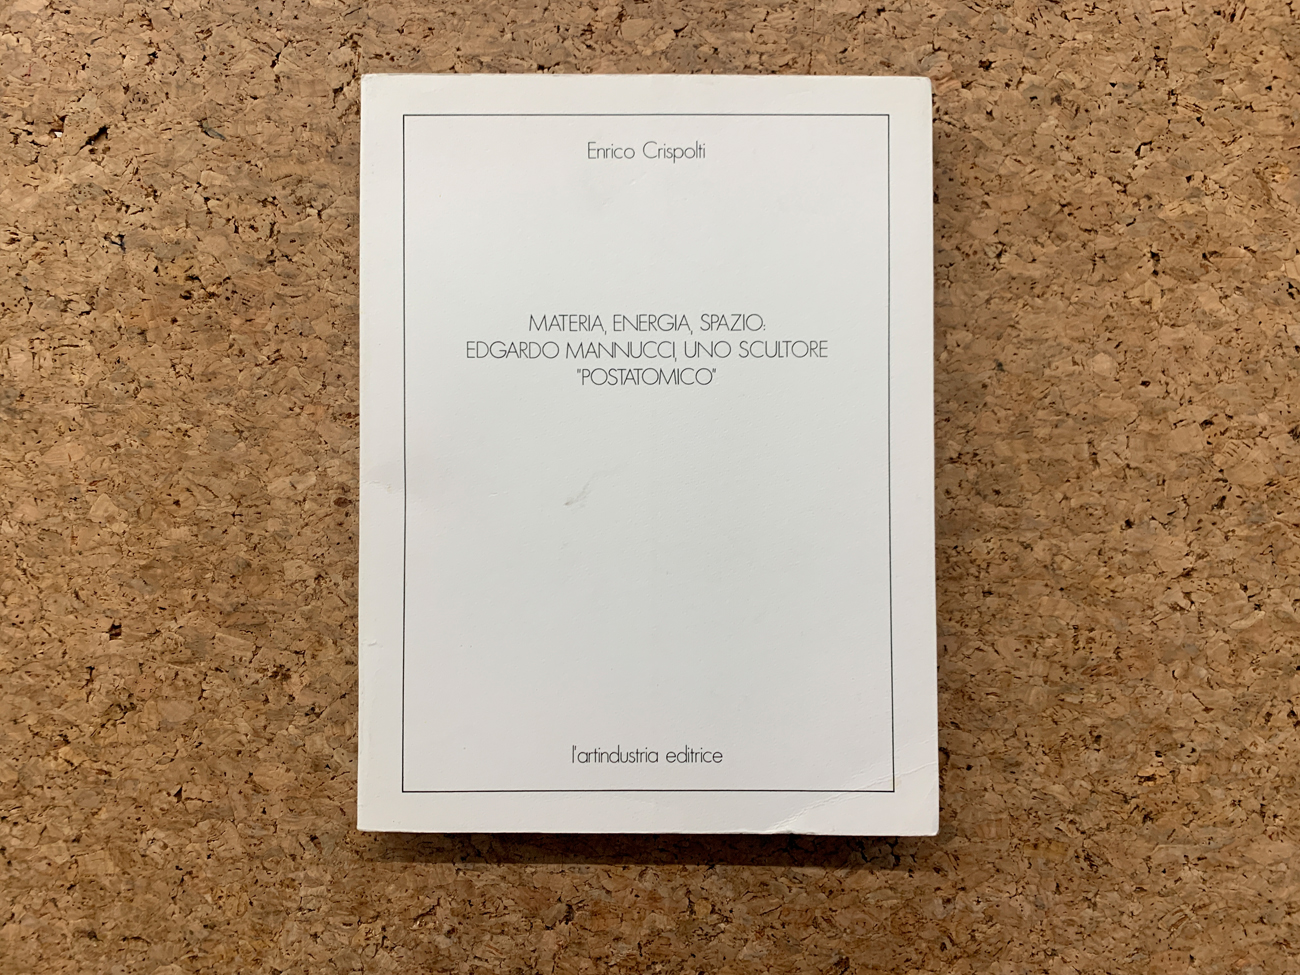 Enrico Crispolti
MATERIA, ENERGIA, SPAZIO:
EDGARDO MANNUCCI, UNO SCULTORE
"POSTATOMICO"
l'artindustria editrice